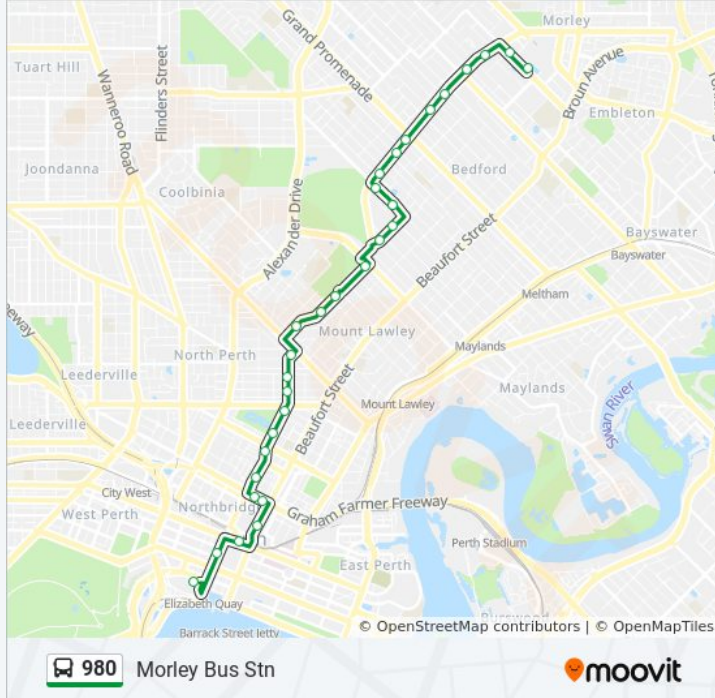 Morley
Grand Promenade
Tuart Hill
Wanneroo Road
Flinders Street
Broun Avenue
Embleton
Joondanna
Coolbinia
Bedford
Alexander Drive
Beaufort Street
Bayswater
Bayswater
Meltham
Mount Lawley
Maylands
North Perth
Leederville
Maylands
Beaufort Street
Mount Lawley
Swan River
Leederville
City West
Northbridge
Graham Farmer Freeway
West Perth
Perth Stadium
East Perth
Elizabeth Quay
Barrack Street Jetty
© OpenStreetMap contributors | © OpenMapTiles
980 Morley Bus Stn
moovit